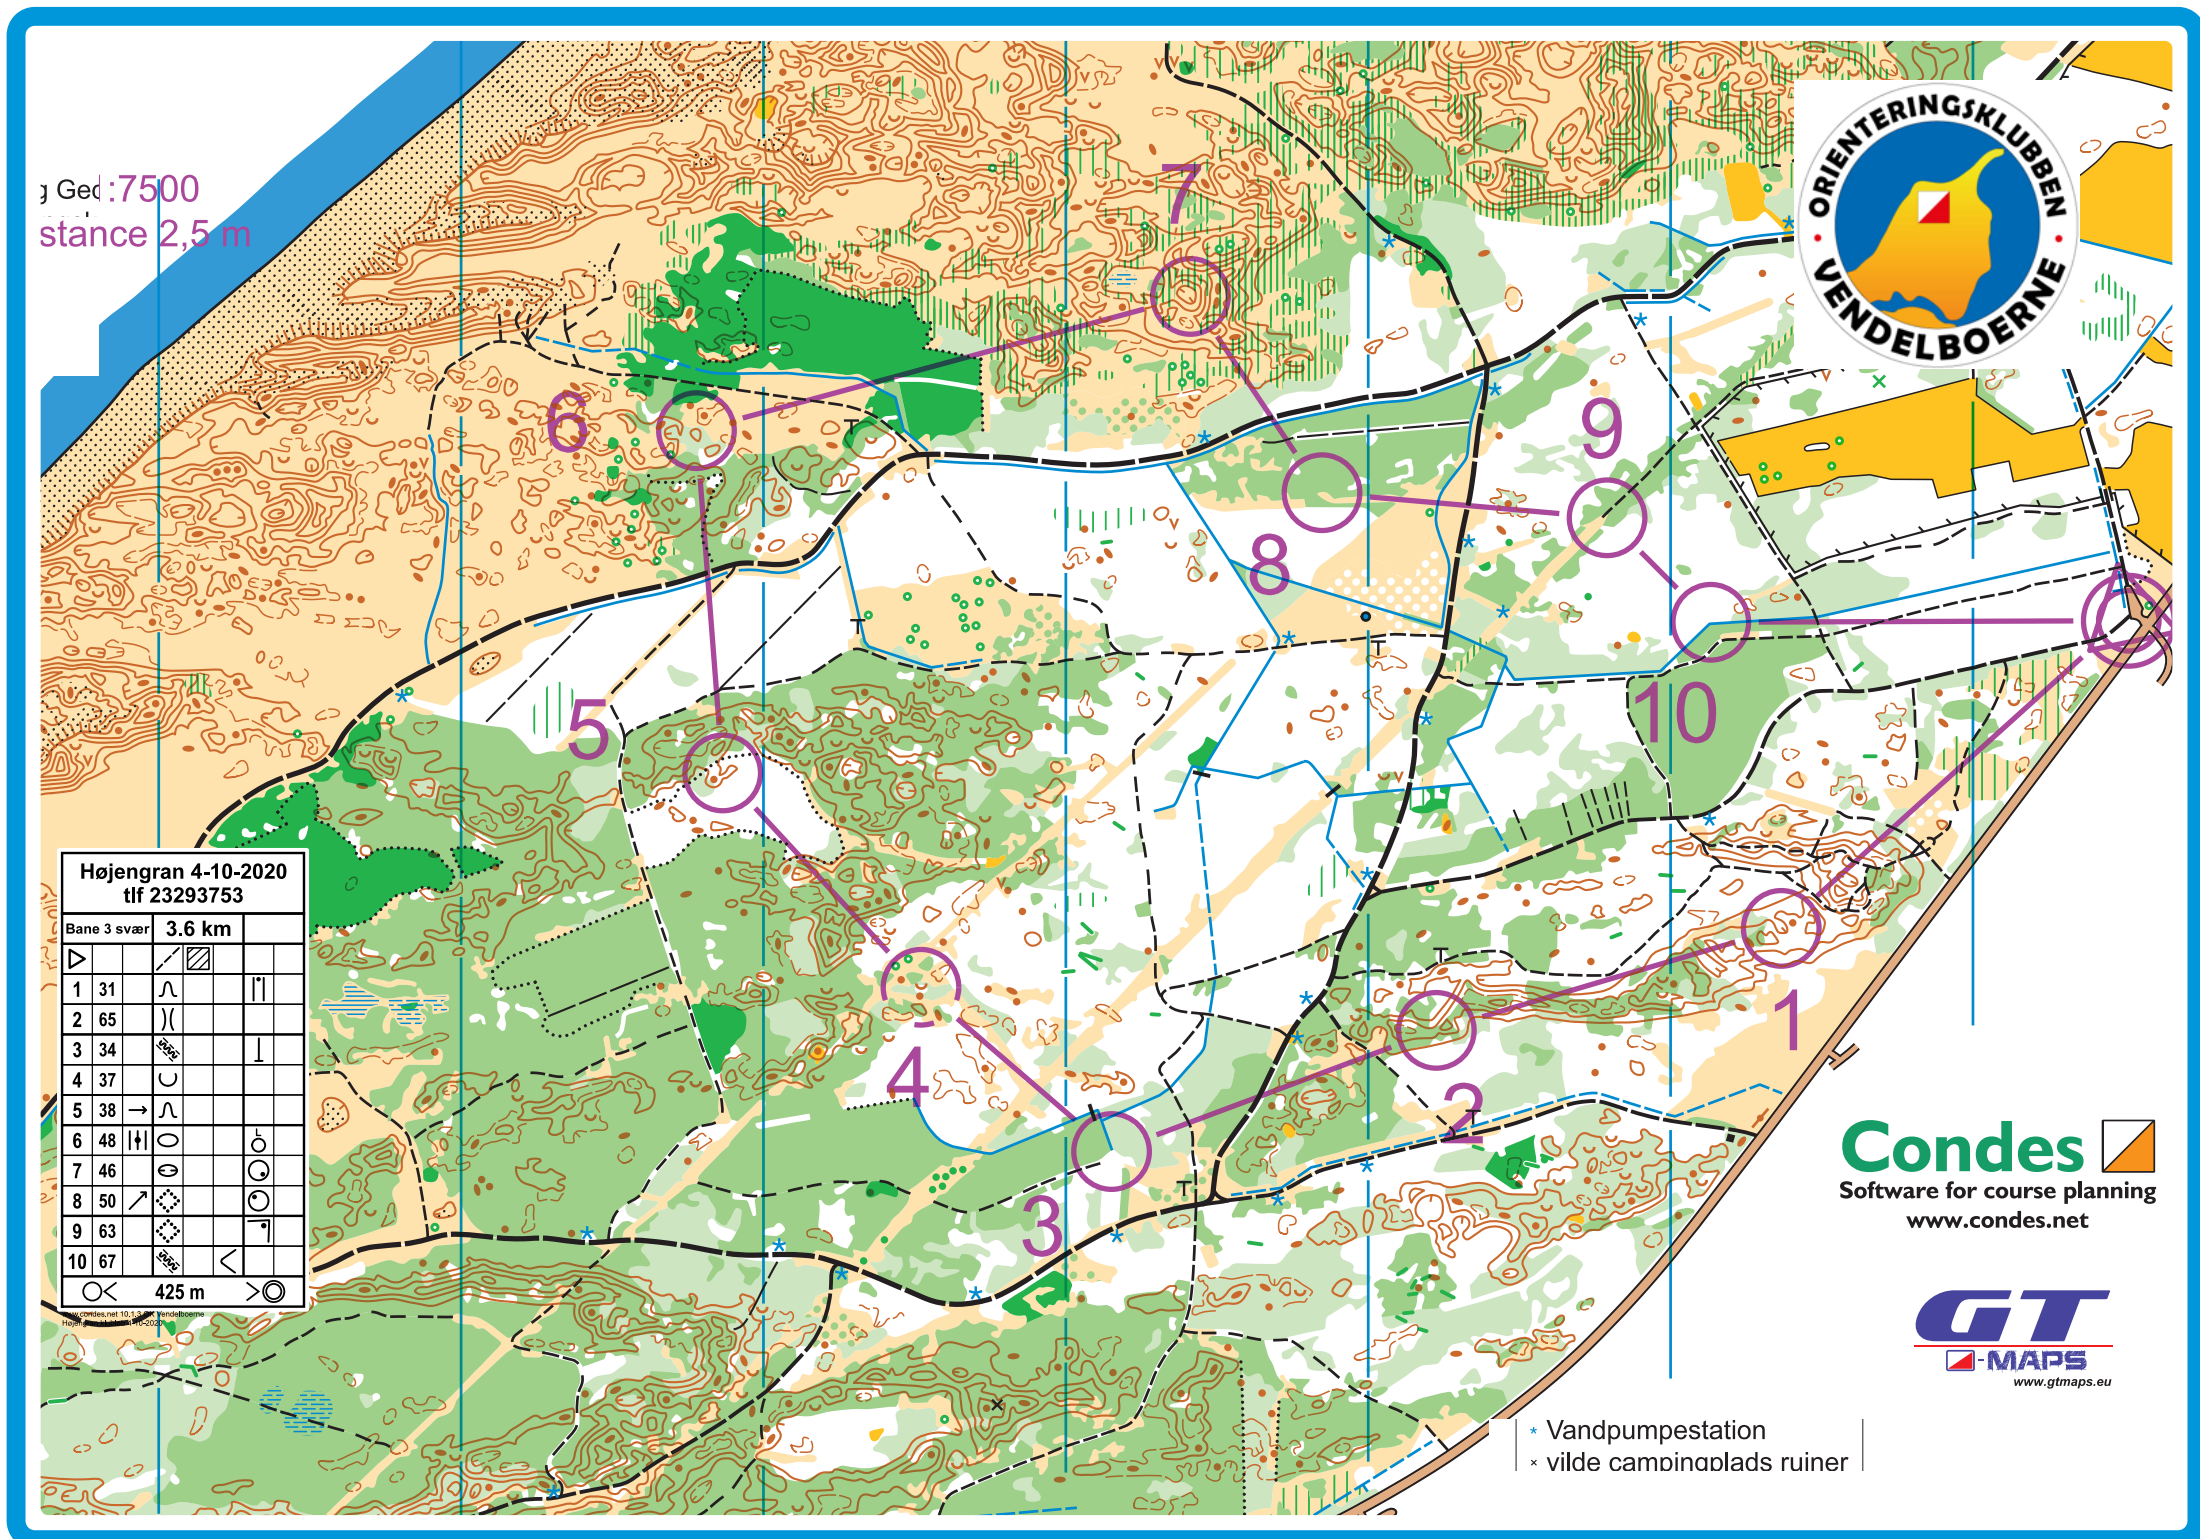 g Geo :7500
stance 2,5 m
ORIENTERINGSKLUBBEN
VENDELBOERNE
7
6
9
8
5
10
4
1
2
3
Højengran 4-10-2020
tlf 23293753
Bane 3 svær 3.6 km
1 31
2 65
3 34
4 37
5 38
6 48
7 46
8 50
9 63
10 67
425 m
Condes
Software for course planning
www.condes.net
GT
-MAPS
www.gtmaps.eu
* Vandpumpestation
× vilde campingplads ruiner